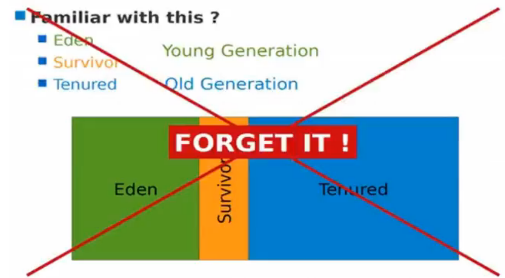 Familiar with this ?
Eden
Young Generation
Survivor
Tenured
Old Generation
FORGET IT !
Eden
Survivor
Tenured